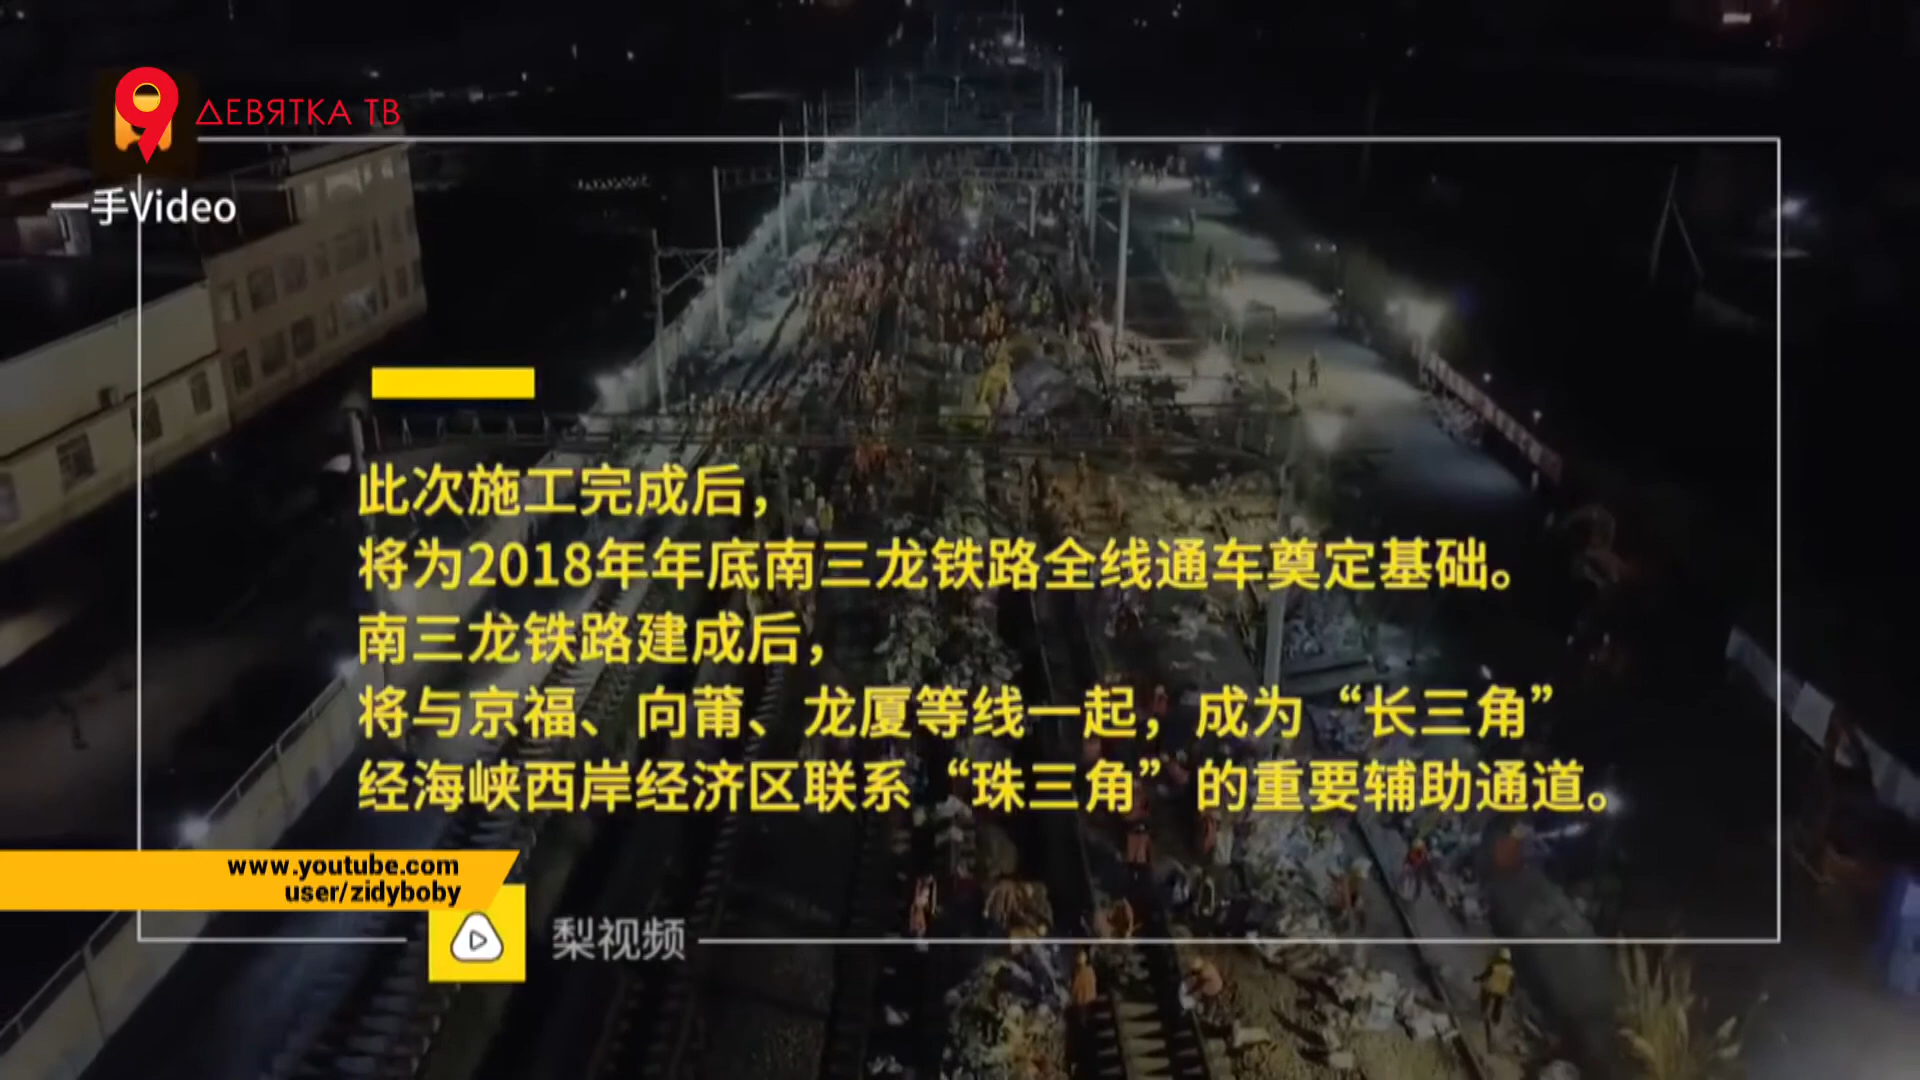 ДЕВЯТКА ТВ
一手Video
此次施工完成后，
将为2018年年底南三龙铁路全线通车奠定基础。
南三龙铁路建成后，
将与京福、向莆、龙厦等线一起，成为“长三角”
经海峡西岸经济区联系“珠三角”的重要辅助通道。
www.youtube.com
user/zidyboby
梨视频